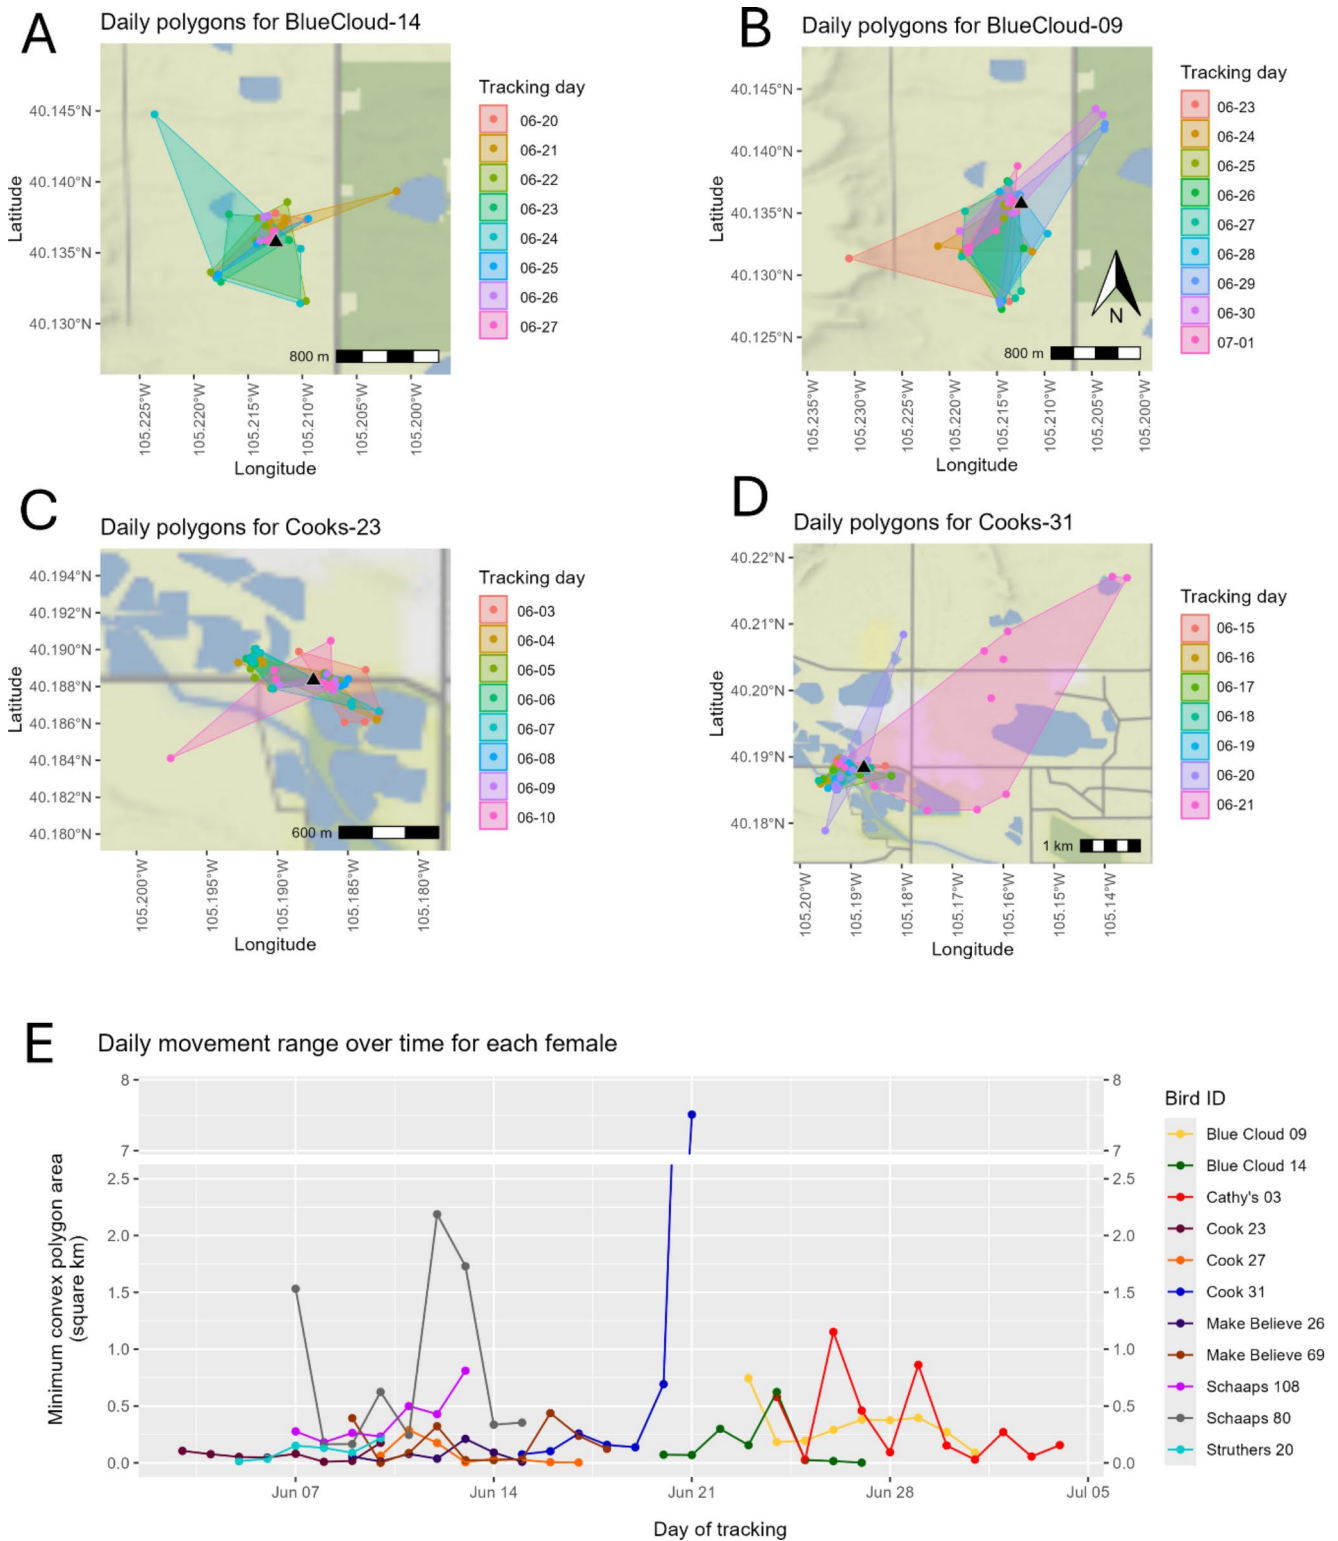 A
Daily polygons for BlueCloud-14
Latitude
40.145°N
40.140°N
40.135°N
40.130°N
800 m
105.225°W
105.220°W
105.215°W
105.210°W
105.205°W
105.200°W
Longitude
Tracking day
06-20
06-21
06-22
06-23
06-24
06-25
06-26
06-27
B
Daily polygons for BlueCloud-09
Latitude
40.145°N
40.140°N
40.135°N
40.130°N
40.125°N
N
800 m
105.235°W
105.230°W
105.225°W
105.220°W
105.215°W
105.210°W
105.205°W
105.200°W
Longitude
Tracking day
06-23
06-24
06-25
06-26
06-27
06-28
06-29
06-30
07-01
C
Daily polygons for Cooks-23
Latitude
40.194°N
40.192°N
40.190°N
40.188°N
40.186°N
40.184°N
40.182°N
40.180°N
600 m
105.200°W
105.195°W
105.190°W
105.185°W
105.180°W
Longitude
Tracking day
06-03
06-04
06-05
06-06
06-07
06-08
06-09
06-10
D
Daily polygons for Cooks-31
Latitude
40.22°N
40.21°N
40.20°N
40.19°N
40.18°N
1 km
105.20°W
105.19°W
105.18°W
105.17°W
105.16°W
105.15°W
105.14°W
Longitude
Tracking day
06-15
06-16
06-17
06-18
06-19
06-20
06-21
E
Daily movement range over time for each female
Minimum convex polygon area
(square km)
8
7
2.5
2.0
1.5
1.0
0.5
0.0
8
7
2.5
2.0
1.5
1.0
0.5
0.0
Jun 07
Jun 14
Jun 21
Jun 28
Jul 05
Day of tracking
Bird ID
Blue Cloud 09
Blue Cloud 14
Cathy's 03
Cook 23
Cook 27
Cook 31
Make Believe 26
Make Believe 69
Schaaps 108
Schaaps 80
Struthers 20